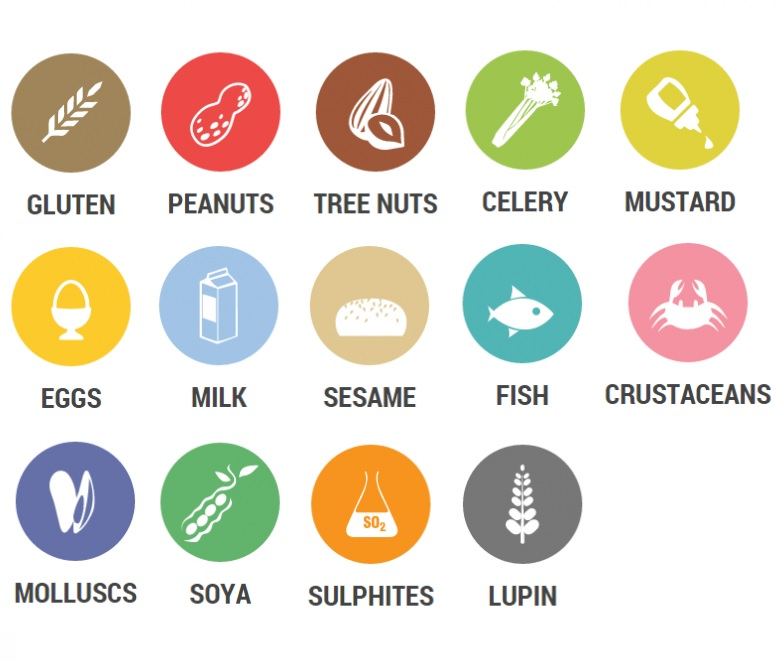 GLUTEN PEANUTS TREE NUTS CELERY MUSTARD
EGGS MILK SESAME FISH CRUSTACEANS
SO2
MOLLUSCS SOYA SULPHITES LUPIN